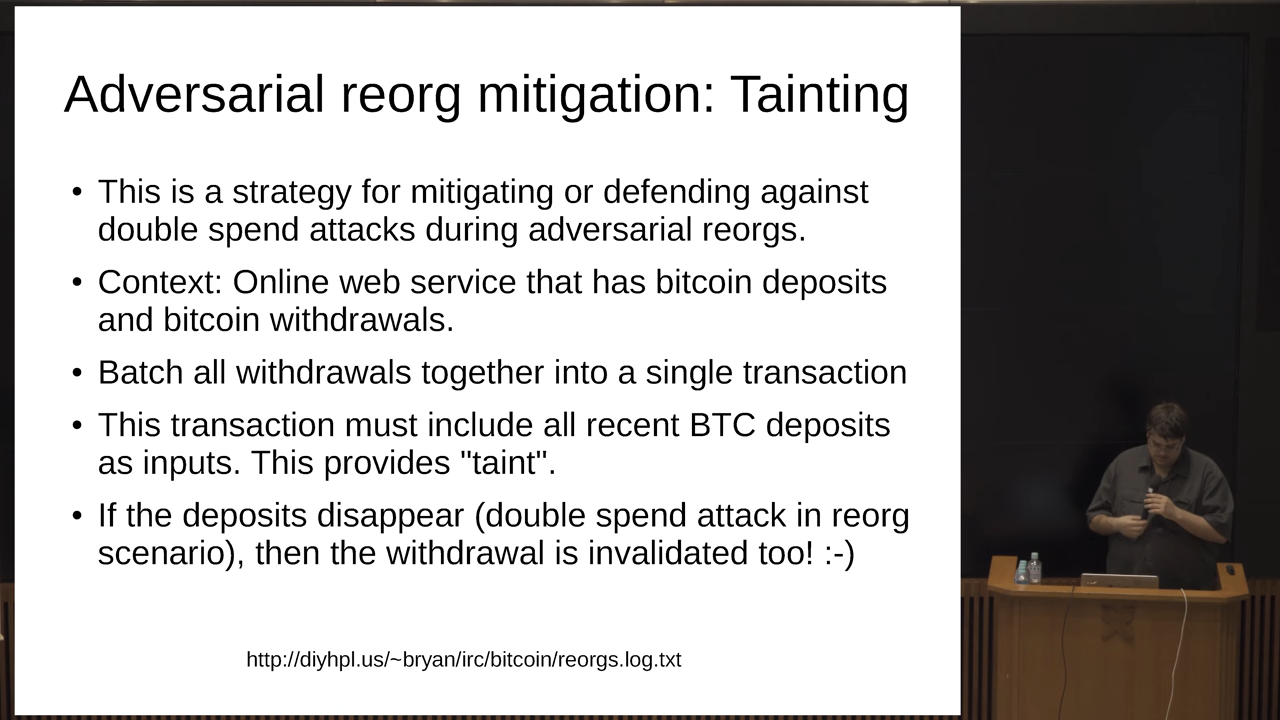 Adversarial reorg mitigation: Tainting
• This is a strategy for mitigating or defending against
double spend attacks during adversarial reorgs.
• Context: Online web service that has bitcoin deposits
and bitcoin withdrawals.
• Batch all withdrawals together into a single transaction
• This transaction must include all recent BTC deposits
as inputs. This provides "taint".
• If the deposits disappear (double spend attack in reorg
scenario), then the withdrawal is invalidated too! :-)
http://diyhpl.us/~bryan/irc/bitcoin/reorgs.log.txt